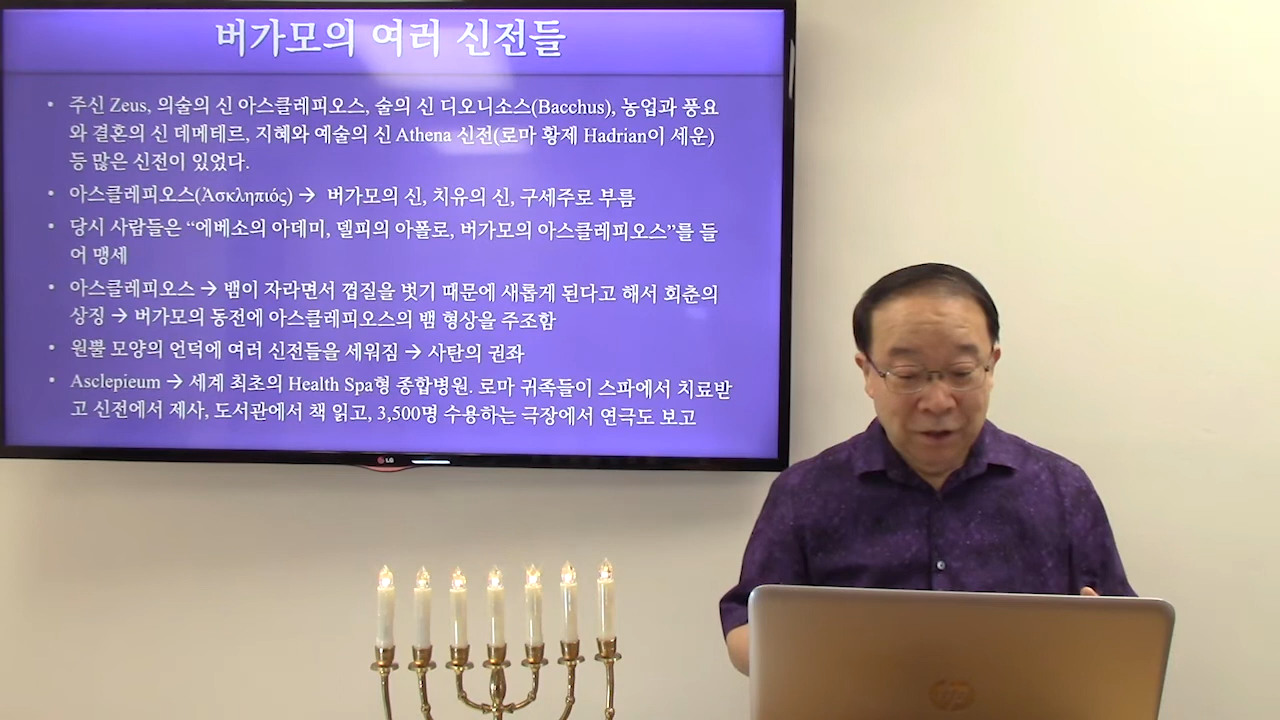 버가모의 여러 신전들
• 주신 Zeus, 의술의 신 아스클레피오스, 술의 신 디오니소스(Bacchus), 농업과 풍요
와 결혼의 신 데메테르, 지혜와 예술의 신 Athena 신전(로마 황제 Hadrian이 세운)
등 많은 신전이 있었다.
• 아스클레피오스(Ἀσκληπιός) → 버가모의 신, 치유의 신, 구세주로 부름
• 당시 사람들은 “에베소의 아데미, 델피의 아폴로, 버가모의 아스클레피오스”를 들
어 맹세
• 아스클레피오스 → 뱀이 자라면서 껍질을 벗기 때문에 새롭게 된다고 해서 회춘의
상징 → 버가모의 동전에 아스클레피오스의 뱀 형상을 주조함
• 원뿔 모양의 언덕에 여러 신전들을 세워짐 → 사탄의 권좌
• Asclepieum → 세계 최초의 Health Spa형 종합병원. 로마 귀족들이 스파에서 치료받
고 신전에서 제사, 도서관에서 책 읽고, 3,500명 수용하는 극장에서 연극도 보고
LG
hp